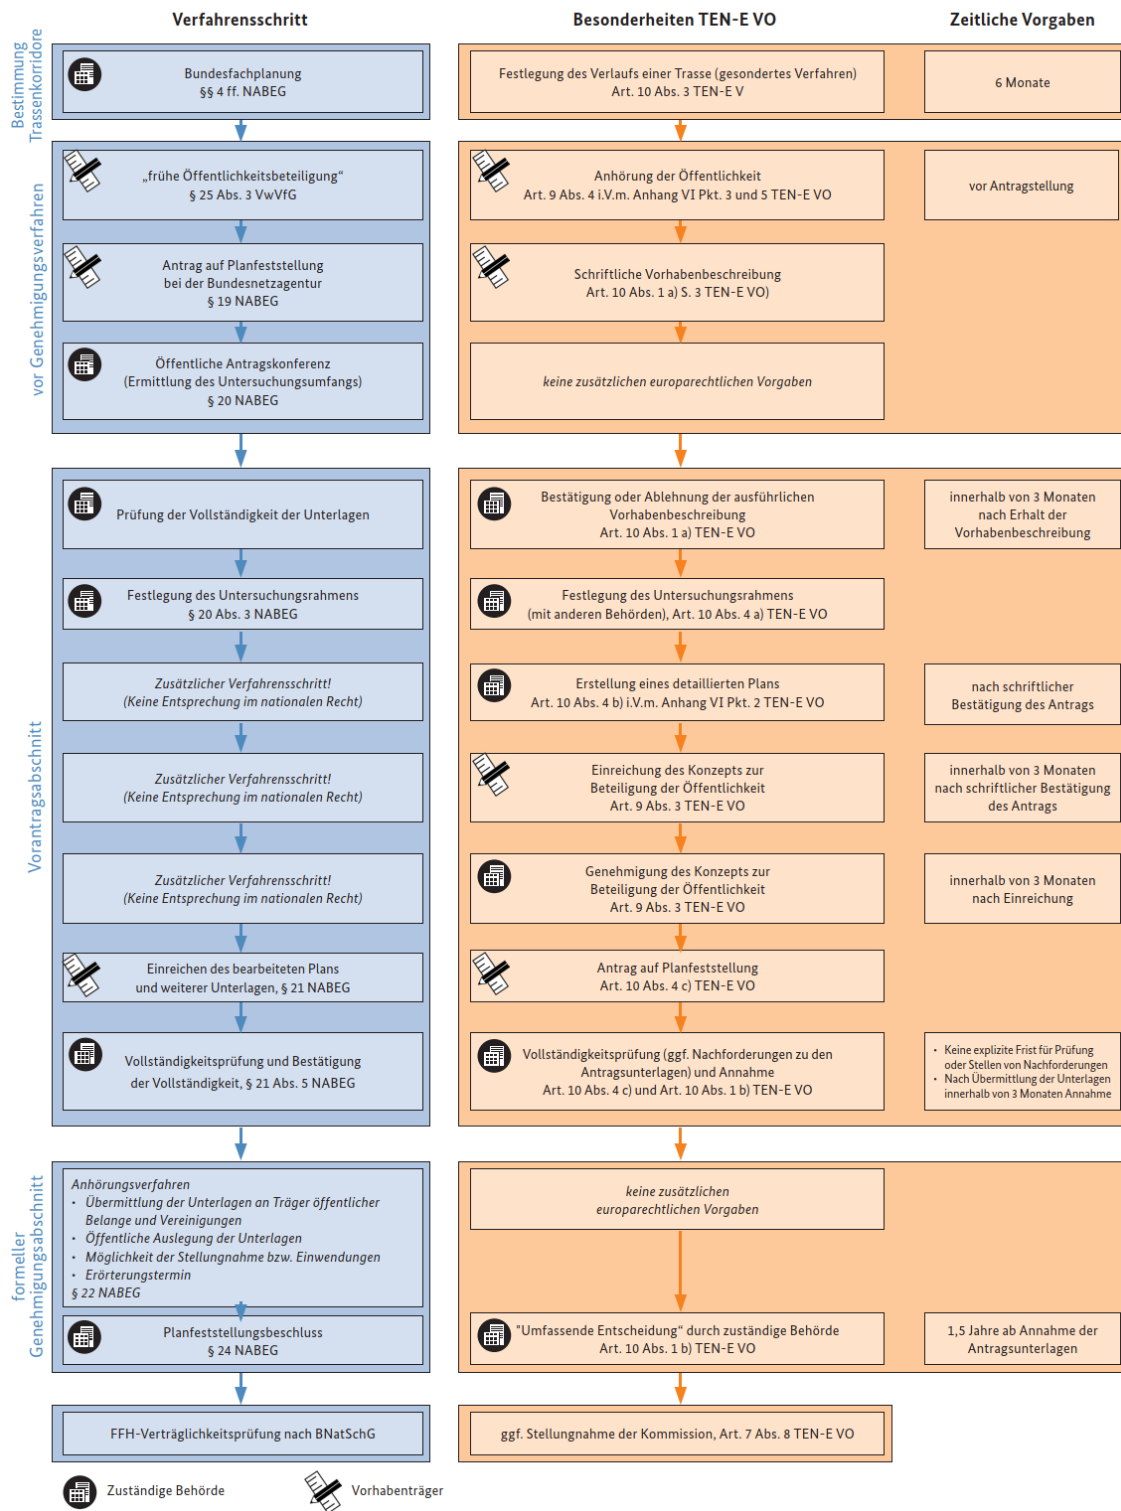 Verfahrensschritt
Besonderheiten TEN-E VO
Zeitliche Vorgaben
Bestimmung
Trassenkorridore
Bundesfachplanung
§§ 4 ff. NABEG
Festlegung des Verlaufs einer Trasse (gesondertes Verfahren)
Art. 10 Abs. 3 TEN-E V
6 Monate
vor Genehmigungsverfahren
„frühe Öffentlichkeitsbeteiligung“
§ 25 Abs. 3 VwVfG
Anhörung der Öffentlichkeit
Art. 9 Abs. 4 i.V.m. Anhang VI Pkt. 3 und 5 TEN-E VO
vor Antragstellung
Antrag auf Planfeststellung
bei der Bundesnetzagentur
§ 19 NABEG
Schriftliche Vorhabenbeschreibung
Art. 10 Abs. 1 a) S. 3 TEN-E VO)
Öffentliche Antragskonferenz
(Ermittlung des Untersuchungsumfangs)
§ 20 NABEG
keine zusätzlichen europarechtlichen Vorgaben
Vorantragsabschnitt
Prüfung der Vollständigkeit der Unterlagen
Bestätigung oder Ablehnung der ausführlichen
Vorhabenbeschreibung
Art. 10 Abs. 1 a) TEN-E VO
innerhalb von 3 Monaten
nach Erhalt der
Vorhabenbeschreibung
Festlegung des Untersuchungsrahmens
§ 20 Abs. 3 NABEG
Festlegung des Untersuchungsrahmens
(mit anderen Behörden), Art. 10 Abs. 4 a) TEN-E VO
Zusätzlicher Verfahrensschritt!
(Keine Entsprechung im nationalen Recht)
Erstellung eines detaillierten Plans
Art. 10 Abs. 4 b) i.V.m. Anhang VI Pkt. 2 TEN-E VO
nach schriftlicher
Bestätigung des Antrags
Zusätzlicher Verfahrensschritt!
(Keine Entsprechung im nationalen Recht)
Einreichung des Konzepts zur
Beteiligung der Öffentlichkeit
Art. 9 Abs. 3 TEN-E VO
innerhalb von 3 Monaten
nach schriftlicher Bestätigung
des Antrags
Zusätzlicher Verfahrensschritt!
(Keine Entsprechung im nationalen Recht)
Genehmigung des Konzepts zur
Beteiligung der Öffentlichkeit
Art. 9 Abs. 3 TEN-E VO
innerhalb von 3 Monaten
nach Einreichung
Einreichen des bearbeiteten Plans
und weiterer Unterlagen, § 21 NABEG
Antrag auf Planfeststellung
Art. 10 Abs. 4 c) TEN-E VO
Vollständigkeitsprüfung und Bestätigung
der Vollständigkeit, § 21 Abs. 5 NABEG
Vollständigkeitsprüfung (ggf. Nachforderungen zu den
Antragsunterlagen) und Annahme
Art. 10 Abs. 4 c) und Art. 10 Abs. 1 b) TEN-E VO
• Keine explizite Frist für Prüfung
oder Stellen von Nachforderungen
• Nach Übermittlung der Unterlagen
innerhalb von 3 Monaten Annahme
formeller
Genehmigungsabschnitt
Anhörungsverfahren
• Übermittlung der Unterlagen an Träger öffentlicher
Belange und Vereinigungen
• Öffentliche Auslegung der Unterlagen
• Möglichkeit der Stellungnahme bzw. Einwendungen
• Erörterungstermin
§ 22 NABEG
keine zusätzlichen
europarechtlichen Vorgaben
Planfeststellungsbeschluss
§ 24 NABEG
"Umfassende Entscheidung“ durch zuständige Behörde
Art. 10 Abs. 1 b) TEN-E VO
1,5 Jahre ab Annahme der
Antragsunterlagen
FFH-Verträglichkeitsprüfung nach BNatSchG
ggf. Stellungnahme der Kommission, Art. 7 Abs. 8 TEN-E VO
Zuständige Behörde
Vorhabenträger